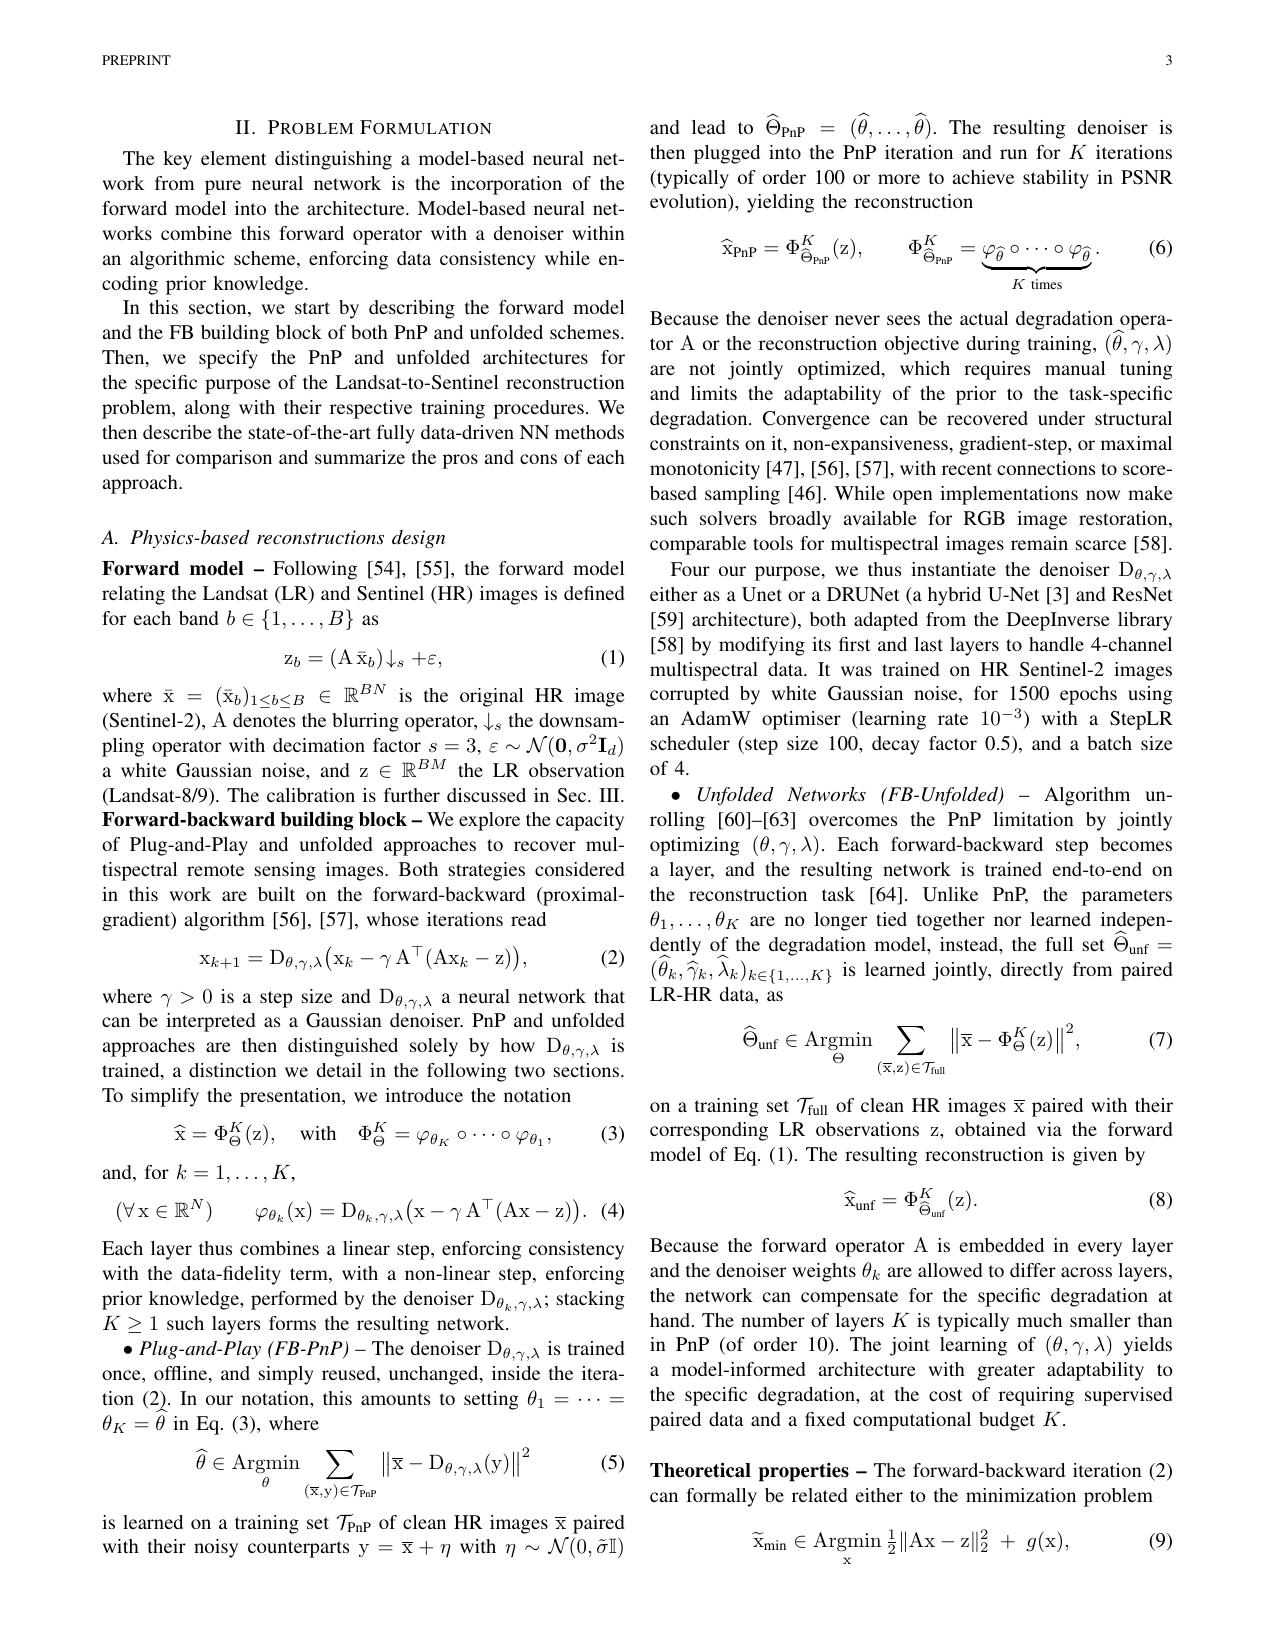 PREPRINT
3
II. PROBLEM FORMULATION
The key element distinguishing a model-based neural net-
work from pure neural network is the incorporation of the
forward model into the architecture. Model-based neural net-
works combine this forward operator with a denoiser within
an algorithmic scheme, enforcing data consistency while en-
coding prior knowledge.
In this section, we start by describing the forward model
and the FB building block of both PnP and unfolded schemes.
Then, we specify the PnP and unfolded architectures for
the specific purpose of the Landsat-to-Sentinel reconstruction
problem, along with their respective training procedures. We
then describe the state-of-the-art fully data-driven NN methods
used for comparison and summarize the pros and cons of each
approach.
A. Physics-based reconstructions design
Forward model – Following [54], [55], the forward model
relating the Landsat (LR) and Sentinel (HR) images is defined
for each band b ∈ {1, . . . , B} as
z_b = (A x̄_b)↓_s +ε, (1)
where x̄ = (x̄_b)_{1≤b≤B} ∈ ℝ^{BN} is the original HR image
(Sentinel-2), A denotes the blurring operator, ↓_s the downsam-
pling operator with decimation factor s = 3, ε ∼ 𝒩(𝟎, σ²𝐈_d)
a white Gaussian noise, and z ∈ ℝ^{BM} the LR observation
(Landsat-8/9). The calibration is further discussed in Sec. III.
Forward-backward building block – We explore the capacity
of Plug-and-Play and unfolded approaches to recover mul-
tispectral remote sensing images. Both strategies considered
in this work are built on the forward-backward (proximal-
gradient) algorithm [56], [57], whose iterations read
x_{k+1} = D_{θ,γ,λ}(x_k − γ A^⊤(Ax_k − z)), (2)
where γ > 0 is a step size and D_{θ,γ,λ} a neural network that
can be interpreted as a Gaussian denoiser. PnP and unfolded
approaches are then distinguished solely by how D_{θ,γ,λ} is
trained, a distinction we detail in the following two sections.
To simplify the presentation, we introduce the notation
x̂ = Φ_Θ^K(z), with Φ_Θ^K = φ_{θ_K} ∘ ··· ∘ φ_{θ_1}, (3)
and, for k = 1, . . . , K,
(∀ x ∈ ℝ^N) φ_{θ_k}(x) = D_{θ_k,γ,λ}(x − γ A^⊤(Ax − z)). (4)
Each layer thus combines a linear step, enforcing consistency
with the data-fidelity term, with a non-linear step, enforcing
prior knowledge, performed by the denoiser D_{θ_k,γ,λ}; stacking
K ≥ 1 such layers forms the resulting network.
• Plug-and-Play (FB-PnP) – The denoiser D_{θ,γ,λ} is trained
once, offline, and simply reused, unchanged, inside the itera-
tion (2). In our notation, this amounts to setting θ_1 = ··· =
θ_K = θ̂ in Eq. (3), where
θ̂ ∈ Argmin_θ ∑_{(x̄,y)∈𝒯_PnP} ‖x̄ − D_{θ,γ,λ}(y)‖² (5)
is learned on a training set 𝒯_PnP of clean HR images x̄ paired
with their noisy counterparts y = x̄ + η with η ∼ 𝒩(0, σ̃𝕀)
and lead to Θ̂_PnP = (θ̂, . . . , θ̂). The resulting denoiser is
then plugged into the PnP iteration and run for K iterations
(typically of order 100 or more to achieve stability in PSNR
evolution), yielding the reconstruction
x̂_PnP = Φ^K_{Θ̂_PnP}(z), Φ^K_{Θ̂_PnP} = φ_θ̂ ∘ ··· ∘ φ_θ̂ . (6)
K times
Because the denoiser never sees the actual degradation opera-
tor A or the reconstruction objective during training, (θ̂, γ, λ)
are not jointly optimized, which requires manual tuning
and limits the adaptability of the prior to the task-specific
degradation. Convergence can be recovered under structural
constraints on it, non-expansiveness, gradient-step, or maximal
monotonicity [47], [56], [57], with recent connections to score-
based sampling [46]. While open implementations now make
such solvers broadly available for RGB image restoration,
comparable tools for multispectral images remain scarce [58].
Four our purpose, we thus instantiate the denoiser D_{θ,γ,λ}
either as a Unet or a DRUNet (a hybrid U-Net [3] and ResNet
[59] architecture), both adapted from the DeepInverse library
[58] by modifying its first and last layers to handle 4-channel
multispectral data. It was trained on HR Sentinel-2 images
corrupted by white Gaussian noise, for 1500 epochs using
an AdamW optimiser (learning rate 10⁻³) with a StepLR
scheduler (step size 100, decay factor 0.5), and a batch size
of 4.
• Unfolded Networks (FB-Unfolded) – Algorithm un-
rolling [60]–[63] overcomes the PnP limitation by jointly
optimizing (θ, γ, λ). Each forward-backward step becomes
a layer, and the resulting network is trained end-to-end on
the reconstruction task [64]. Unlike PnP, the parameters
θ_1, . . . , θ_K are no longer tied together nor learned indepen-
dently of the degradation model, instead, the full set Θ̂_unf =
(θ̂_k, γ̂_k, λ̂_k)_{k∈{1,...,K}} is learned jointly, directly from paired
LR-HR data, as
Θ̂_unf ∈ Argmin_Θ ∑_{(x̄,z)∈𝒯_full} ‖x̄ − Φ_Θ^K(z)‖², (7)
on a training set 𝒯_full of clean HR images x̄ paired with their
corresponding LR observations z, obtained via the forward
model of Eq. (1). The resulting reconstruction is given by
x̂_unf = Φ^K_{Θ̂_unf}(z). (8)
Because the forward operator A is embedded in every layer
and the denoiser weights θ_k are allowed to differ across layers,
the network can compensate for the specific degradation at
hand. The number of layers K is typically much smaller than
in PnP (of order 10). The joint learning of (θ, γ, λ) yields
a model-informed architecture with greater adaptability to
the specific degradation, at the cost of requiring supervised
paired data and a fixed computational budget K.
Theoretical properties – The forward-backward iteration (2)
can formally be related either to the minimization problem
x̃_min ∈ Argmin_x ½‖Ax − z‖₂² + g(x), (9)